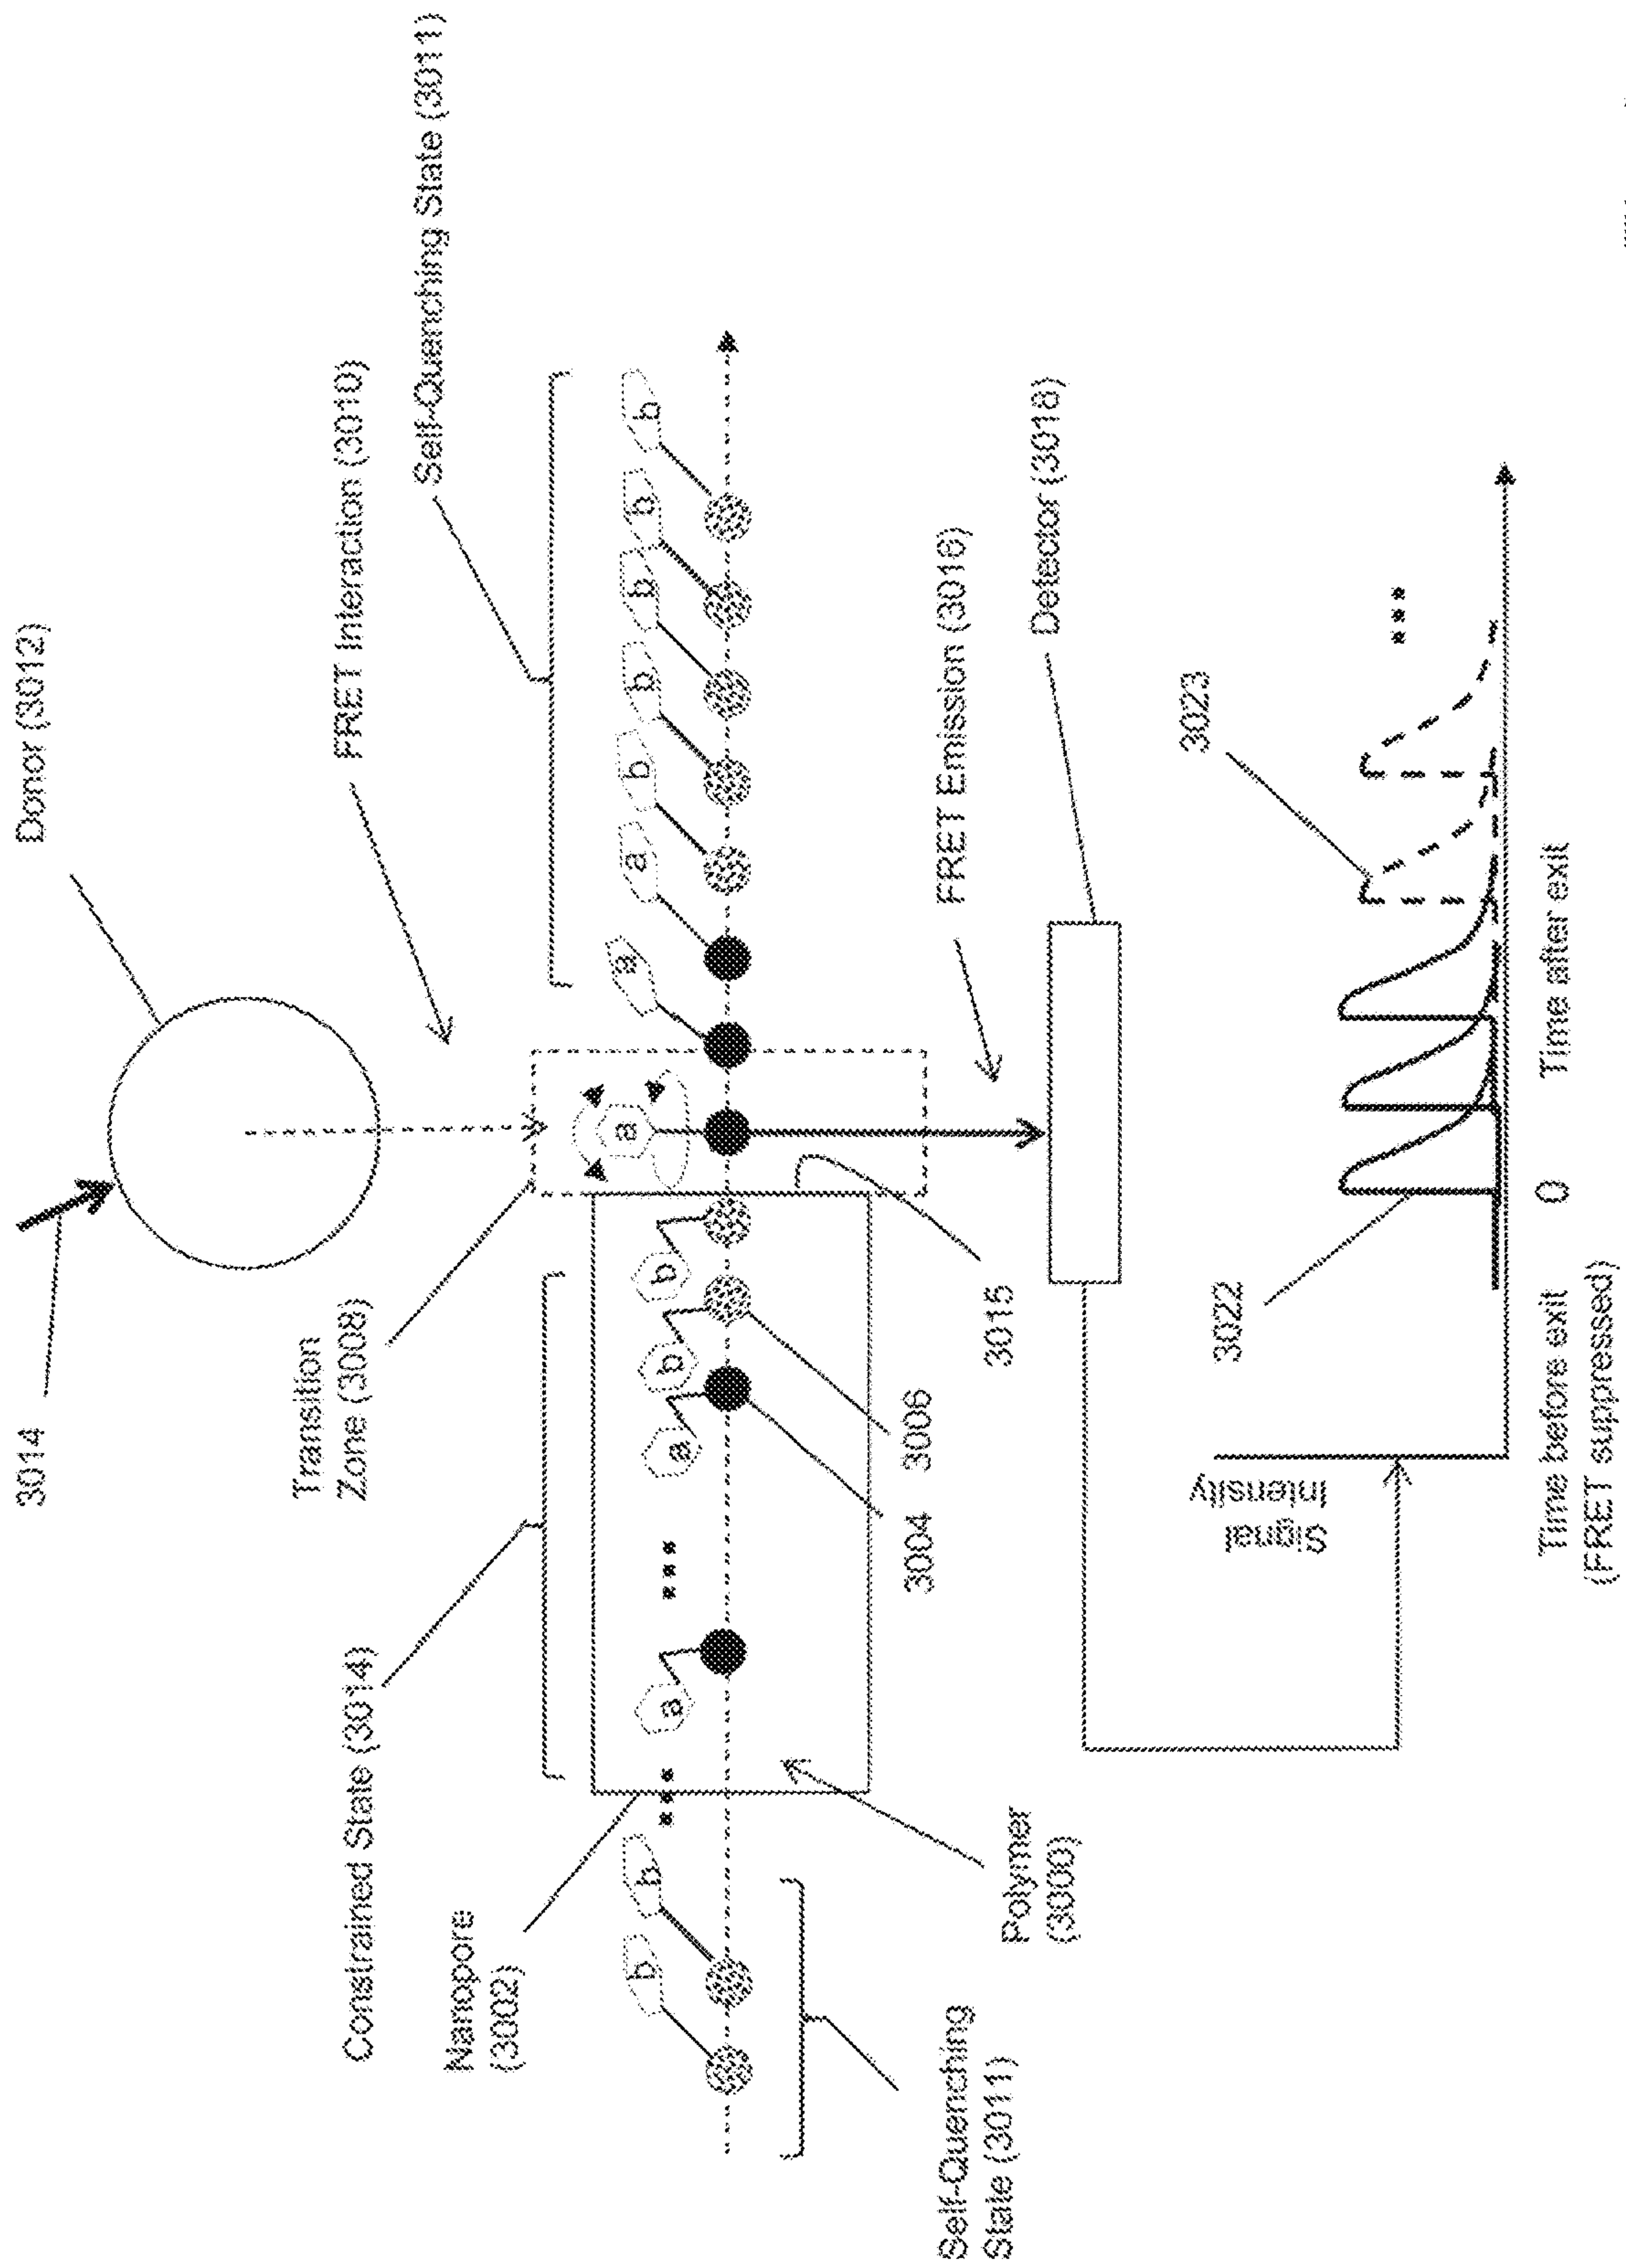 3014
Donor (3012)
Transition
Zone (3008)
FRET Interaction (3010)
Constrained State (3014)
Self-Quenching State (3011)
Nanopore
(3002)
b b a a b b a a a b b b b b
3004
3006
3015
FRET Emission (3016)
Self-Quenching
State (3011)
Polymer
(3000)
Detector (3018)
Signal
Intensity
3022
3023
Time before exit
(FRET suppressed)
0
Time after exit